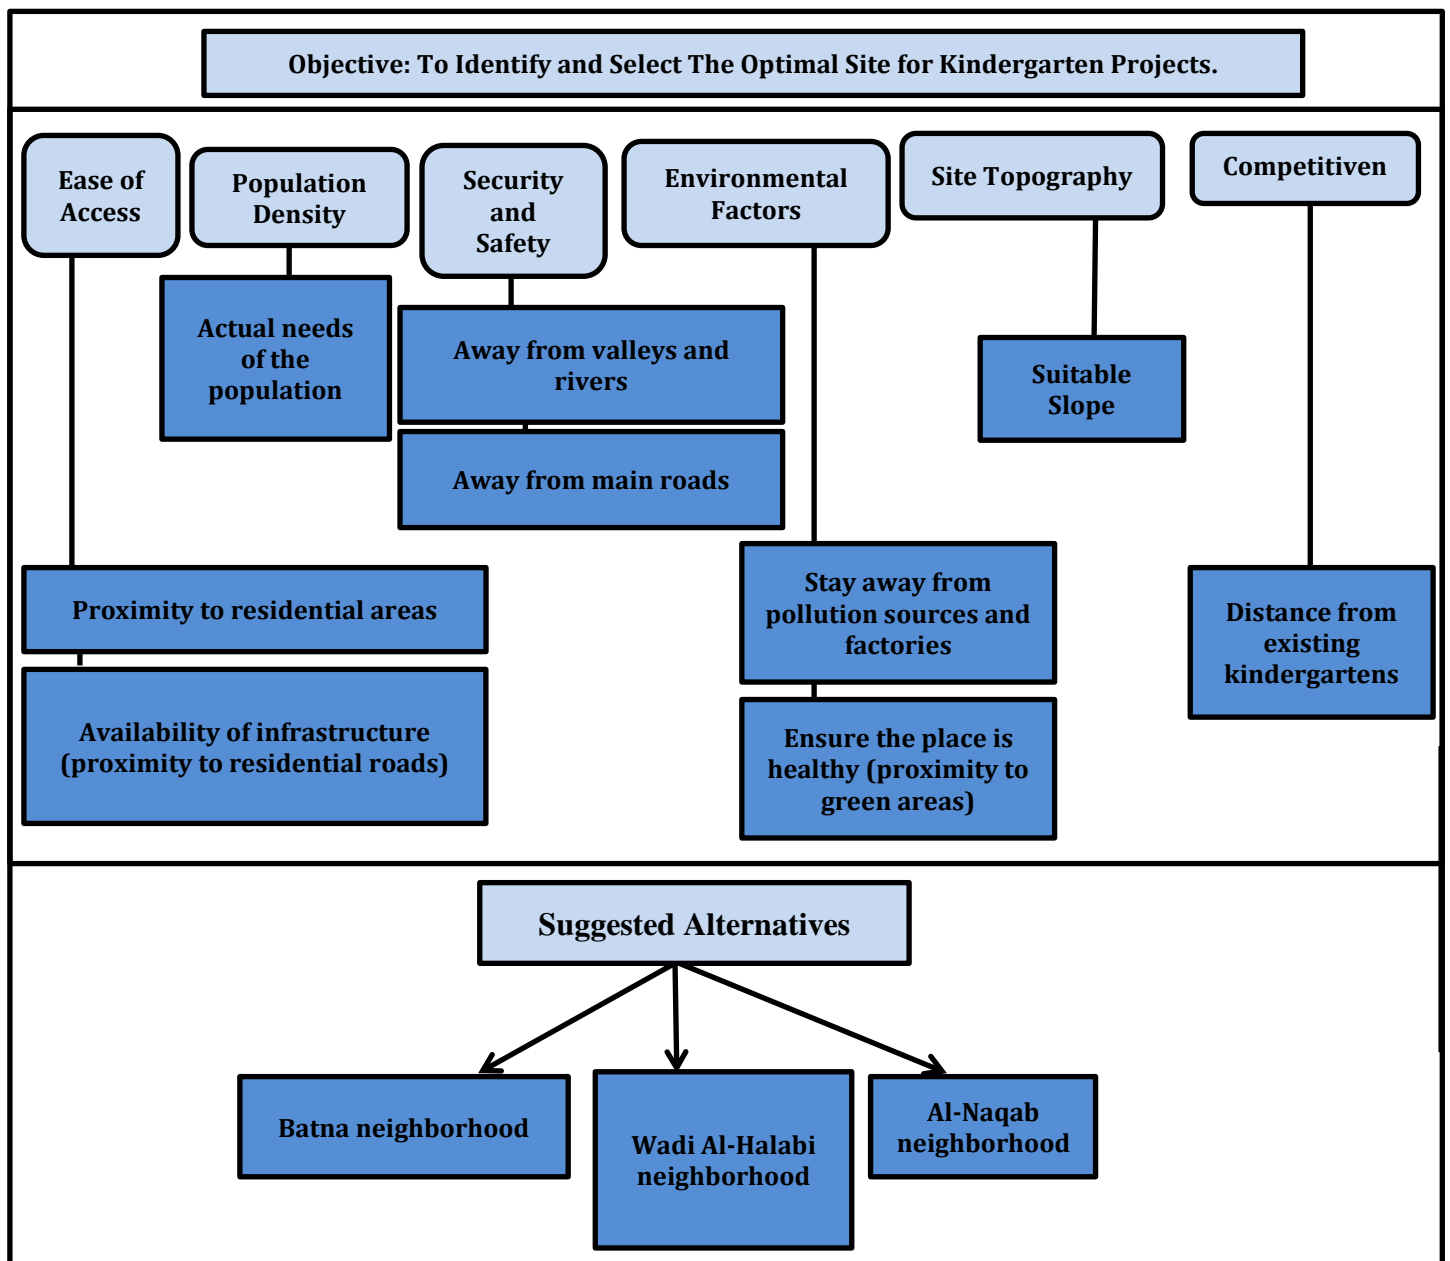 Objective: To Identify and Select The Optimal Site for Kindergarten Projects.
Ease of
Access
Population
Density
Security
and
Safety
Environmental
Factors
Site Topography
Competitiven
Actual needs
of the
population
Away from valleys and
rivers
Away from main roads
Suitable
Slope
Proximity to residential areas
Availability of infrastructure
(proximity to residential roads)
Stay away from
pollution sources and
factories
Ensure the place is
healthy (proximity to
green areas)
Distance from
existing
kindergartens
Suggested Alternatives
Batna neighborhood
Wadi Al-Halabi
neighborhood
Al-Naqab
neighborhood